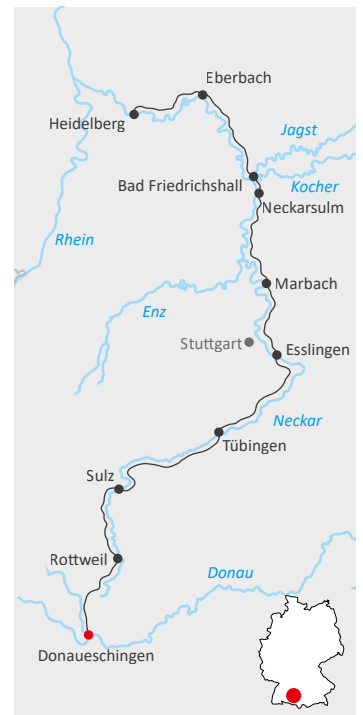 Eberbach
Heidelberg
Jagst
Bad Friedrichshall
Kocher
Neckarsulm
Rhein
Marbach
Enz
Stuttgart
Esslingen
Neckar
Tübingen
Sulz
Rottweil
Donau
Donaueschingen